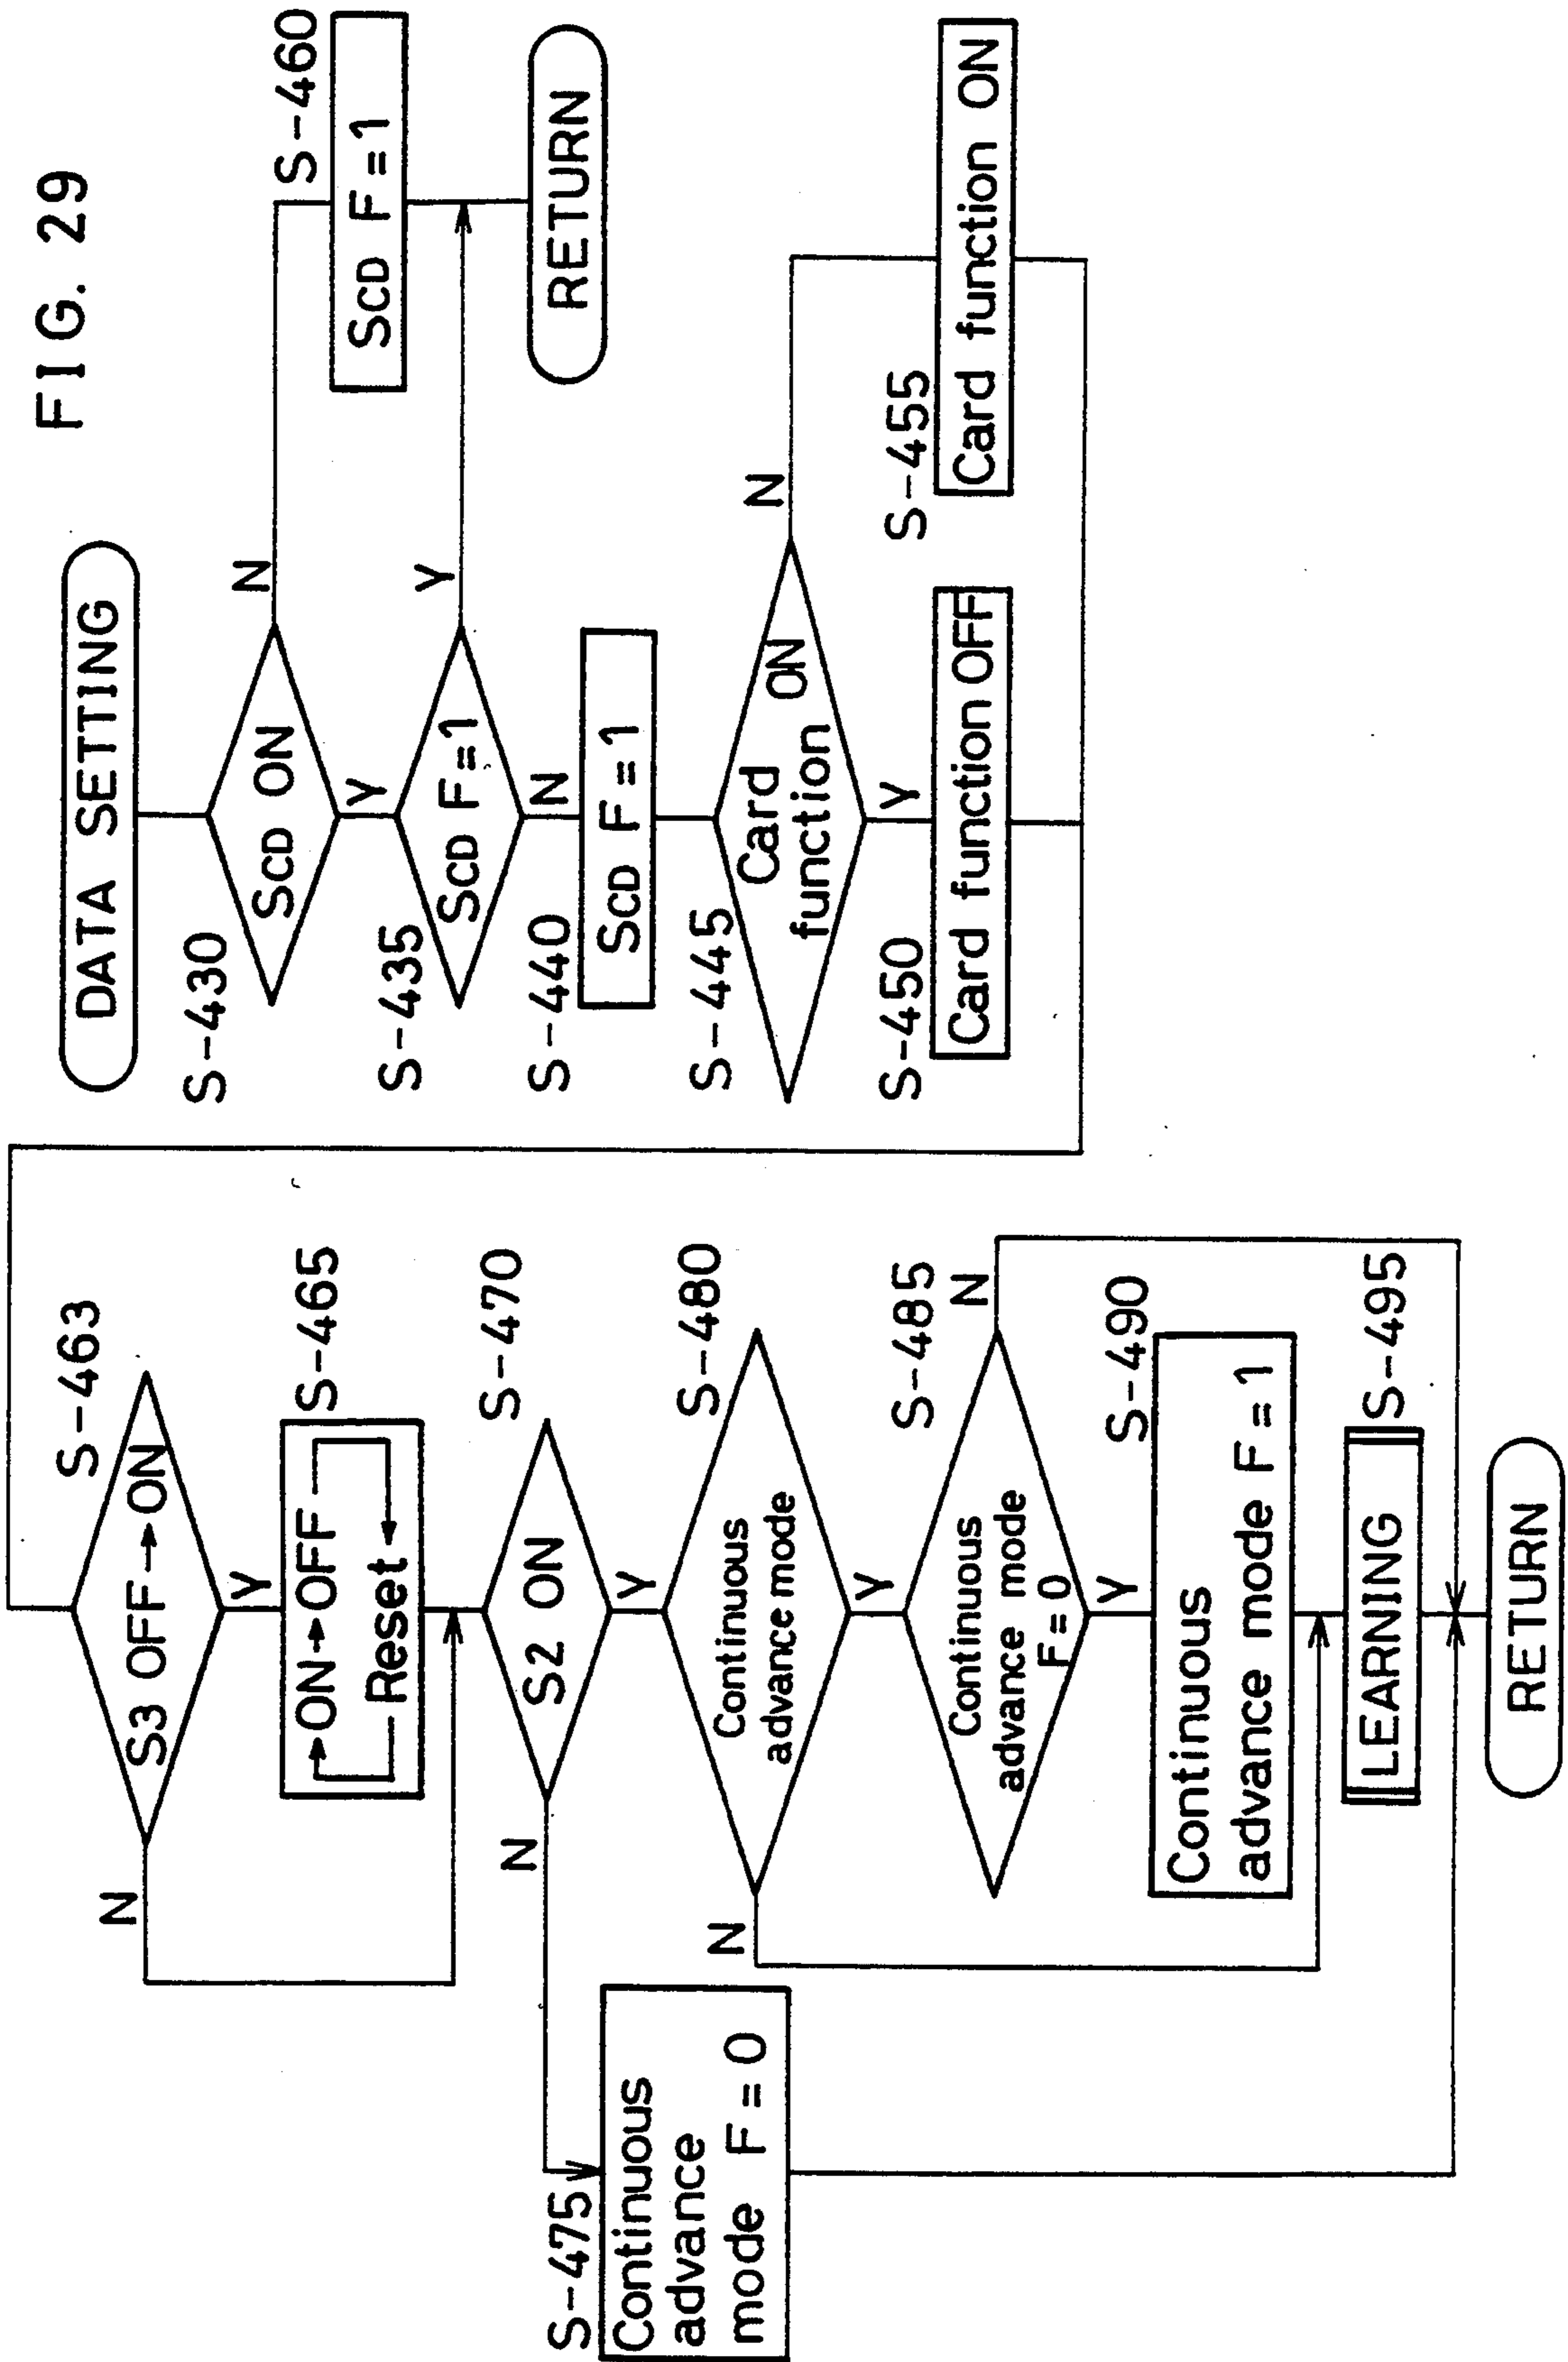 FIG. 29
DATA SETTING
S-430
SCD ON
N
Y
S-460
SCD F=1
S-435
SCD F=1
Y
N
RETURN
S-440
SCD F=1
S-445
Card ON
function
N
Y
S-450
Card function OFF
S-455
Card function ON
S-463
S3 OFF→ON
N
Y
S-465
ON→OFF
Reset
S-470
S2 ON
N
Y
S-475
Continuous
advance
mode F=0
S-480
Continuous
advance mode
N
Y
S-485
Continuous
advance mode
F=0
N
Y
S-490
Continuous
advance mode F=1
LEARNING
S-495
RETURN